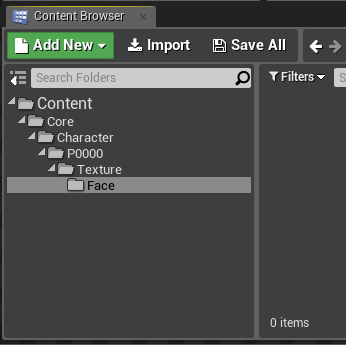 Content Browser
Add New Import Save All
Search Folders
Filters
Content
Core
Character
P0000
Texture
Face
0 items